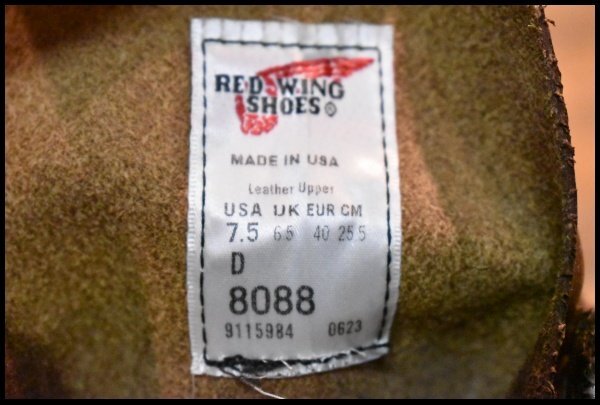 RED WING
SHOES®
MADE IN USA
Leather Upper
USA UK EUR CM
7.5 6.5 40 25.5
D
8088
9115984 0623